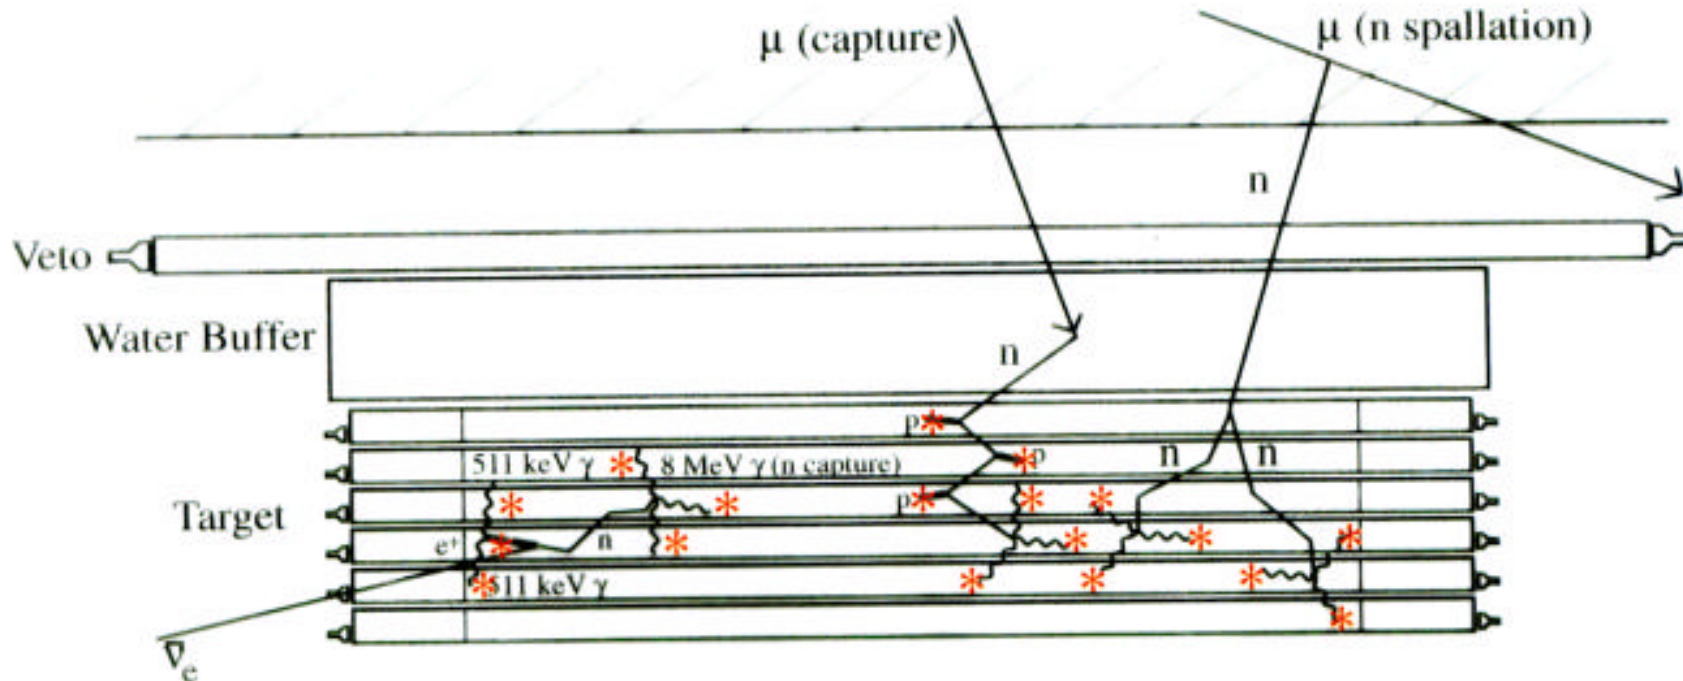 μ (capture)
μ (n spallation)
n
Veto
Water Buffer
n
p
511 keV γ
8 MeV γ (n capture)
p
n
n
Target
p
e+
n
511 keV γ
ν̅e